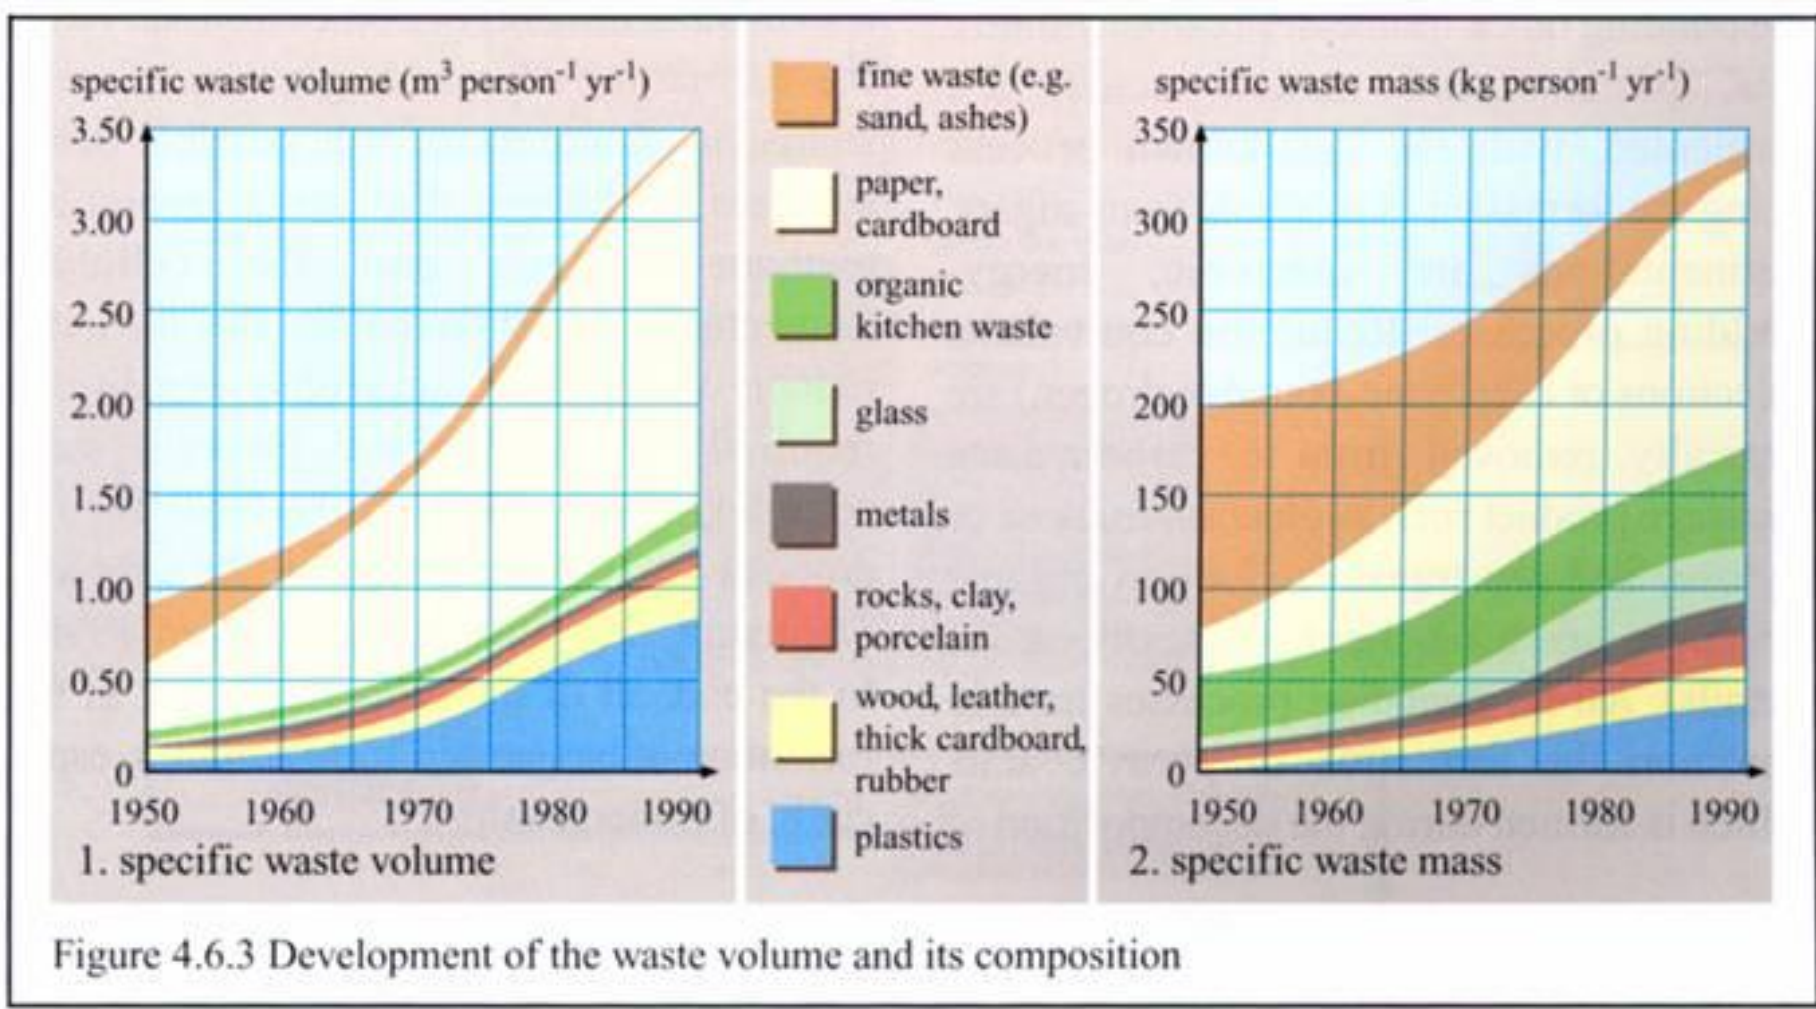 specific waste volume (m³ person⁻¹ yr⁻¹)
3.50
3.00
2.50
2.00
1.50
1.00
0.50
0
1950 1960 1970 1980 1990
1. specific waste volume
fine waste (e.g.
sand, ashes)
paper,
cardboard
organic
kitchen waste
glass
metals
rocks, clay,
porcelain
wood, leather,
thick cardboard,
rubber
plastics
specific waste mass (kg person⁻¹ yr⁻¹)
350
300
250
200
150
100
50
0
1950 1960 1970 1980 1990
2. specific waste mass
Figure 4.6.3 Development of the waste volume and its composition